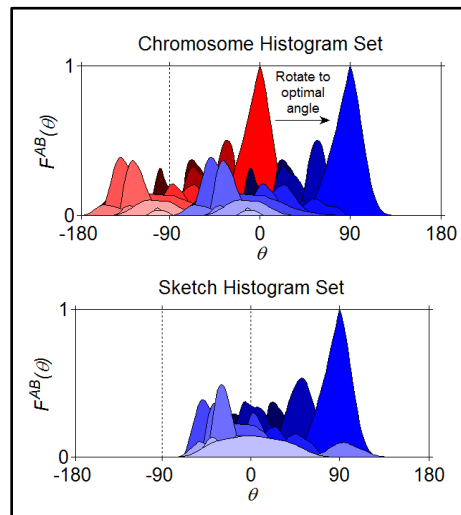 Chromosome Histogram Set
1
Rotate to
optimal
angle
F^AB(θ)
0
-180 -90 0 90 180
θ
Sketch Histogram Set
1
F^AB(θ)
0
-180 -90 0 90 180
θ